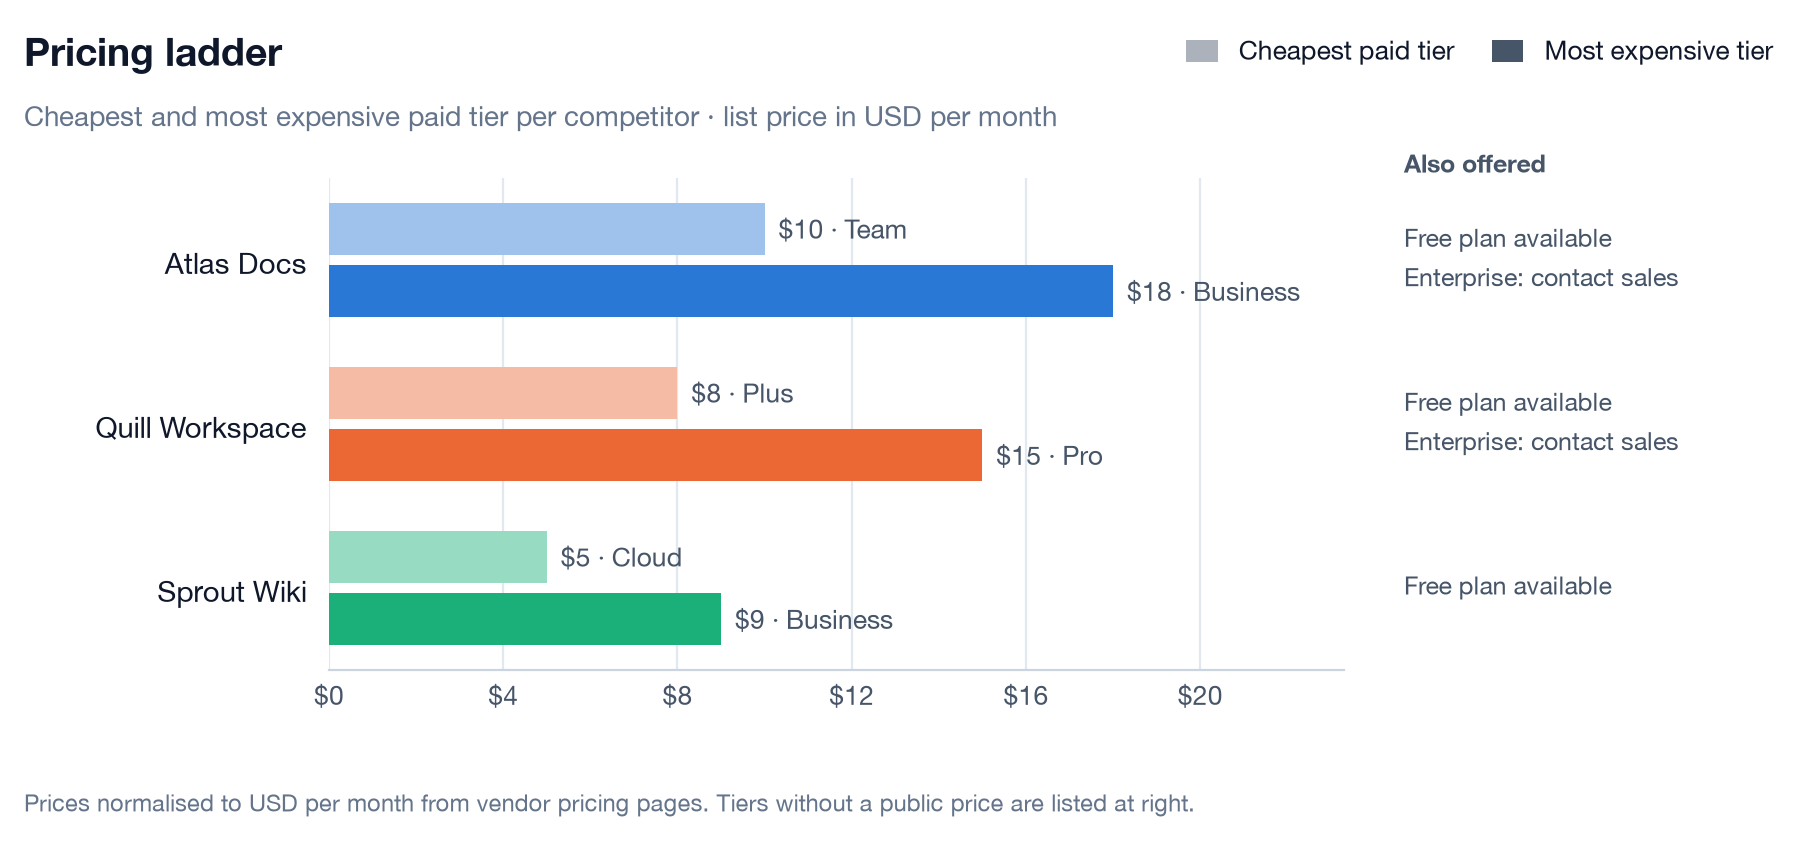 Pricing ladder
Cheapest paid tier
Most expensive tier
Cheapest and most expensive paid tier per competitor · list price in USD per month
Also offered
Atlas Docs
$10 · Team
$18 · Business
Free plan available
Enterprise: contact sales
Quill Workspace
$8 · Plus
$15 · Pro
Free plan available
Enterprise: contact sales
Sprout Wiki
$5 · Cloud
$9 · Business
Free plan available
$0 $4 $8 $12 $16 $20
Prices normalised to USD per month from vendor pricing pages. Tiers without a public price are listed at right.